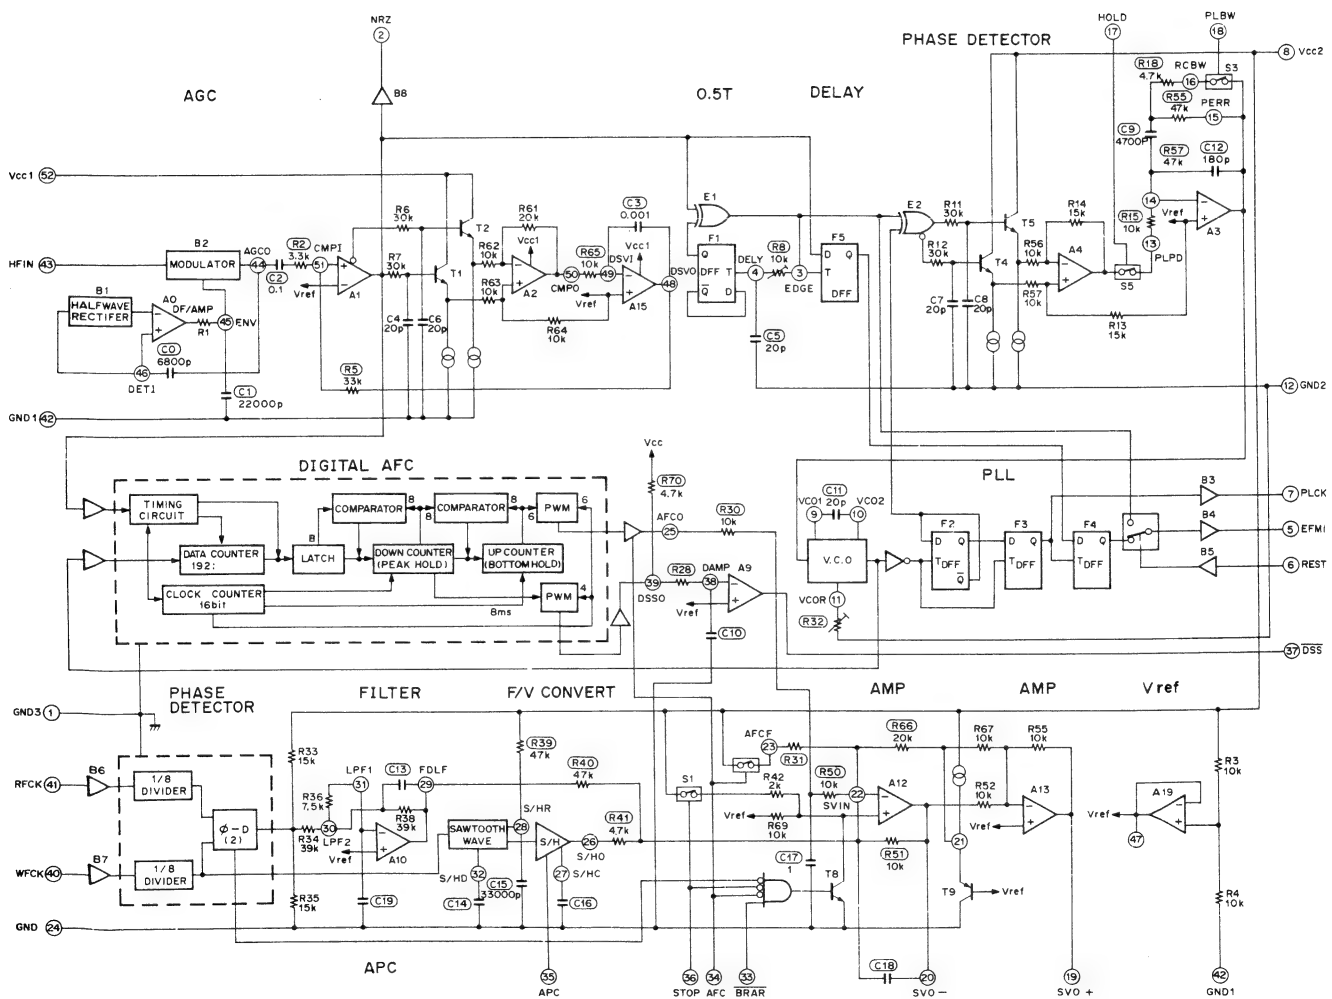 NRZ
2
HOLD
17
PLBW
18
PHASE DETECTOR
8 Vcc2
AGC
B8
0.5T
DELAY
R18
4.7k
RCBW
16
S3
R55
47k
PERR
15
C9
4700P
R57
47k
C12
180p
Vcc1 52
E1
E2
R11
30k
T5
R14
15k
14
Vref
R15
10k
13
PLPD
A3
R6
30k
T2
R61
20k
C3
0.001
Vcc1
Vcc1
B2
MODULATOR
AGCO
44
R2
3.3k
CMPI
51
HFIN 43
C2
0.1
Vref
A1
R7
30k
T1
R62
10k
R63
10k
A2
50
CMPO
R65
10k
DSVI
49
Vref
A15
DSVO
48
F1
Q
DFF T
Q
DELY
4
R8
10k
3
EDGE
F5
D Q
T
DFF
R12
30k
T4
R56
10k
R57
10k
A4
S5
B1
HALFWAVE
RECTIFER
A0
DF/AMP
R1
45 ENV
C4
20p
C6
20p
R64
10k
C5
20p
C7
20p
C8
20p
R13
15k
C0
6800p
46
DETI
C1
22000p
R5
33k
12 GND2
GND1 42
DIGITAL AFC
Vcc
R70
4.7k
PLL
TIMING
CIRCUIT
COMPARATOR
8
8
COMPARATOR
8
6
PWM
6
AFCO
25
R30
10k
VCO1
C11
20p
VCO2
9
10
B3
7 PLCK
B4
5 EFMI
B5
6 REST
DATA COUNTER
192:
8
LATCH
DOWN COUNTER
(PEAK HOLD)
UP COUNTER
(BOTTOM HOLD)
V.C.O
F2
D Q
T DFF
Q
F3
D Q
T DFF
F4
D Q
T DFF
CLOCK COUNTER
16bit
8ms
PWM
4
39
DSSO
R28
DAMP
38
A9
Vref
C10
VCOR
11
R32
37 DSS
PHASE
DETECTOR
FILTER
F/V CONVERT
AMP
AMP
Vref
GND3 1
RFCK 41
B6
1/8
DIVIDER
R33
15k
LPF1
31
C13
FDLF
29
R39
47k
R40
47k
S1
AFCF
23
R31
R42
2k
R50
10k
22
SVIN
R66
20k
A12
R67
10k
R55
10k
R52
10k
A13
Vref
R3
10k
A19
Vref
47
R36
7.5k
30
LPF2
R34
39k
R38
39k
Vref
A10
ϕ-D
(2)
S/HR
28
SAWTOOTH
WAVE
S/H
26
S/HO
R41
4.7k
Vref
R69
10k
R51
10k
21
WFCK 40
B7
1/8
DIVIDER
R35
15k
C19
S/HD
32
C14
C15
33000p
27
S/HC
C16
C17
1
T8
T9
Vref
R4
10k
GND 24
APC
C18
35
APC
36
STOP
34
AFC
33
BRAR
20
SVO −
19
SVO +
42
GND1